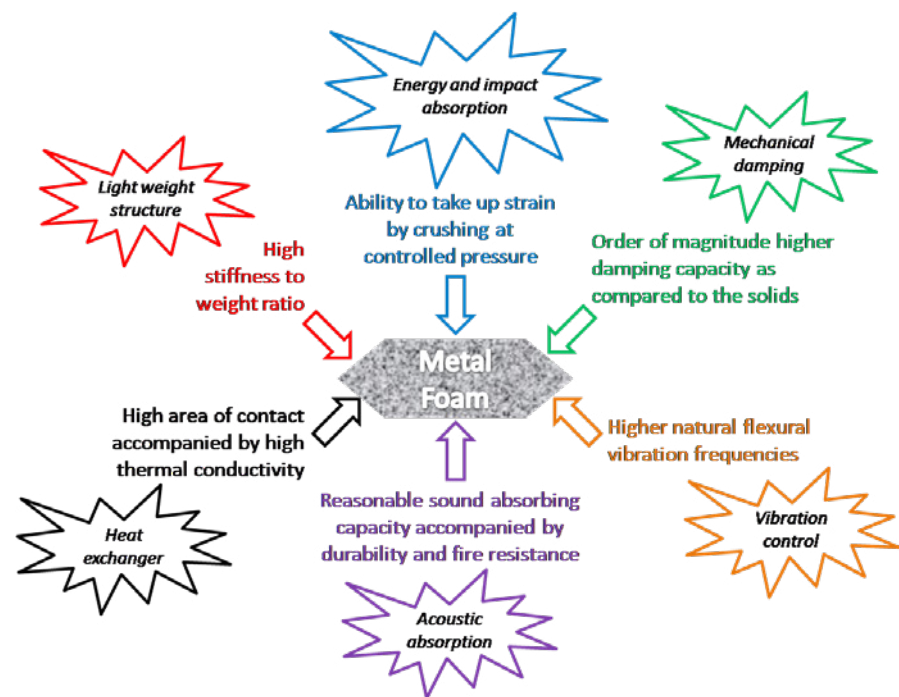 Energy and impact
absorption
Mechanical
damping
Light weight
structure
Ability to take up strain
by crushing at
controlled pressure
High
stiffness to
weight ratio
Order of magnitude higher
damping capacity as
compared to the solids
Metal
Foam
High area of contact
accompanied by high
thermal conductivity
Higher natural flexural
vibration frequencies
Reasonable sound absorbing
capacity accompanied by
durability and fire resistance
Heat
exchanger
Vibration
control
Acoustic
absorption